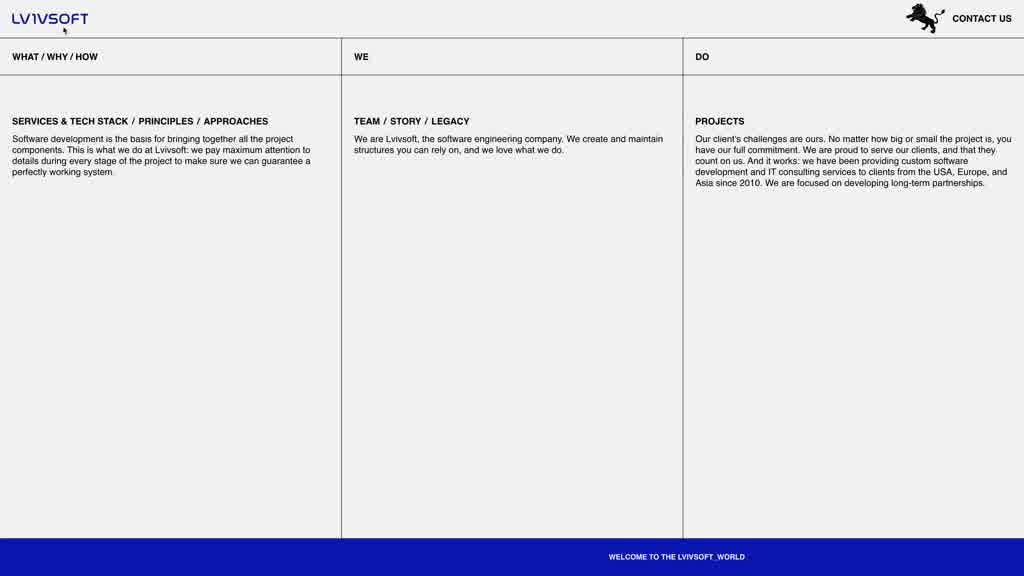 LV1VSOFT
CONTACT US
WHAT / WHY / HOW
WE
DO
SERVICES & TECH STACK / PRINCIPLES / APPROACHES
Software development is the basis for bringing together all the project
components. This is what we do at Lvivsoft: we pay maximum attention to
details during every stage of the project to make sure we can guarantee a
perfectly working system.
TEAM / STORY / LEGACY
We are Lvivsoft, the software engineering company. We create and maintain
structures you can rely on, and we love what we do.
PROJECTS
Our client's challenges are ours. No matter how big or small the project is, you
have our full commitment. We are proud to serve our clients, and that they
count on us. And it works: we have been providing custom software
development and IT consulting services to clients from the USA, Europe, and
Asia since 2010. We are focused on developing long-term partnerships.
WELCOME TO THE LVIVSOFT_WORLD